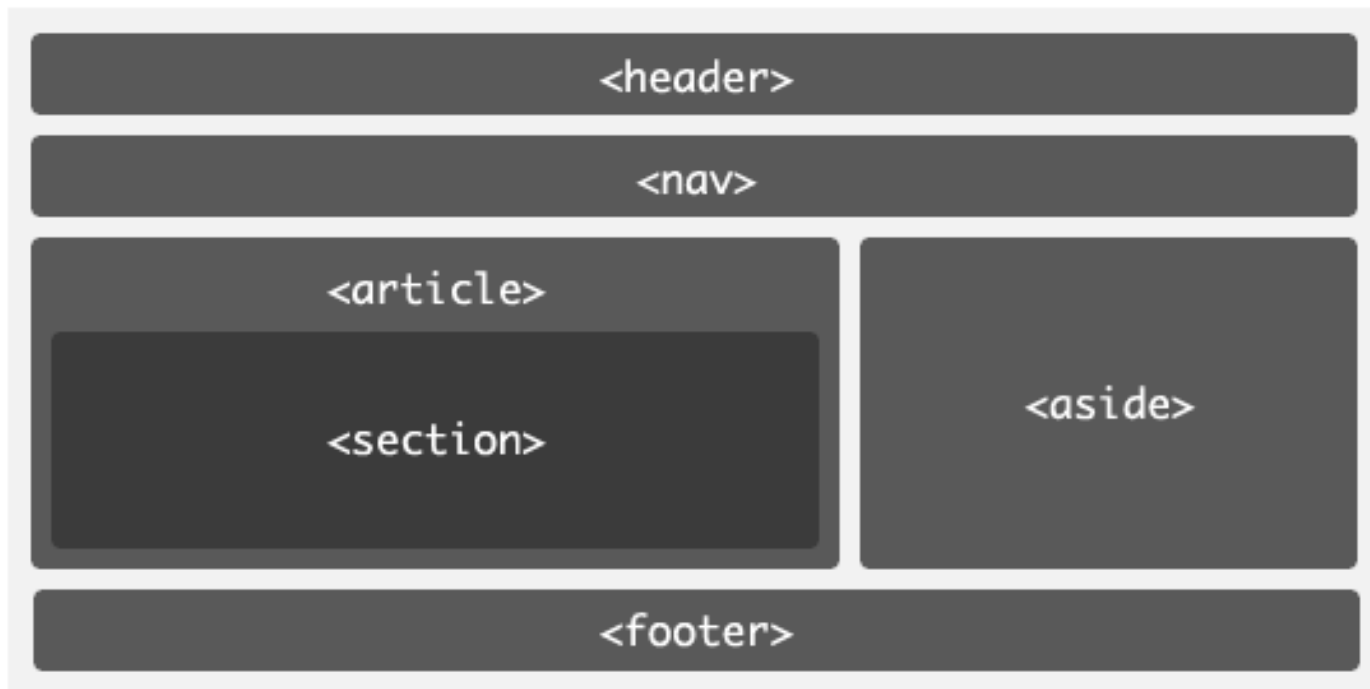 <header>
<nav>
<article>
<section>
<aside>
<footer>